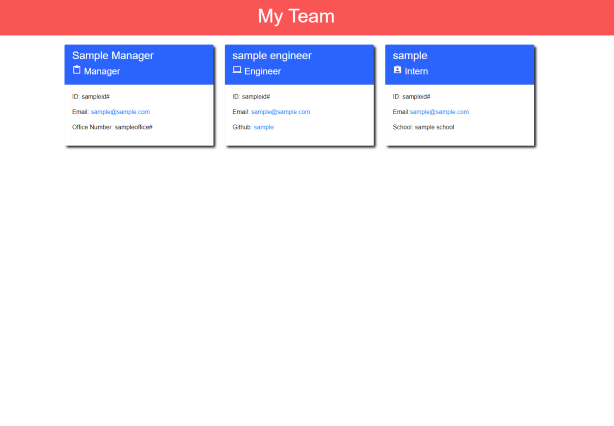 My Team
Sample Manager
Manager
ID: sampleid#
Email: sample@sample.com
Office Number: sampleoffice#
sample engineer
Engineer
ID: sampleid#
Email: sample@sample.com
Github: sample
sample
Intern
ID: sampleid#
Email:sample@sample.com
School: sample school